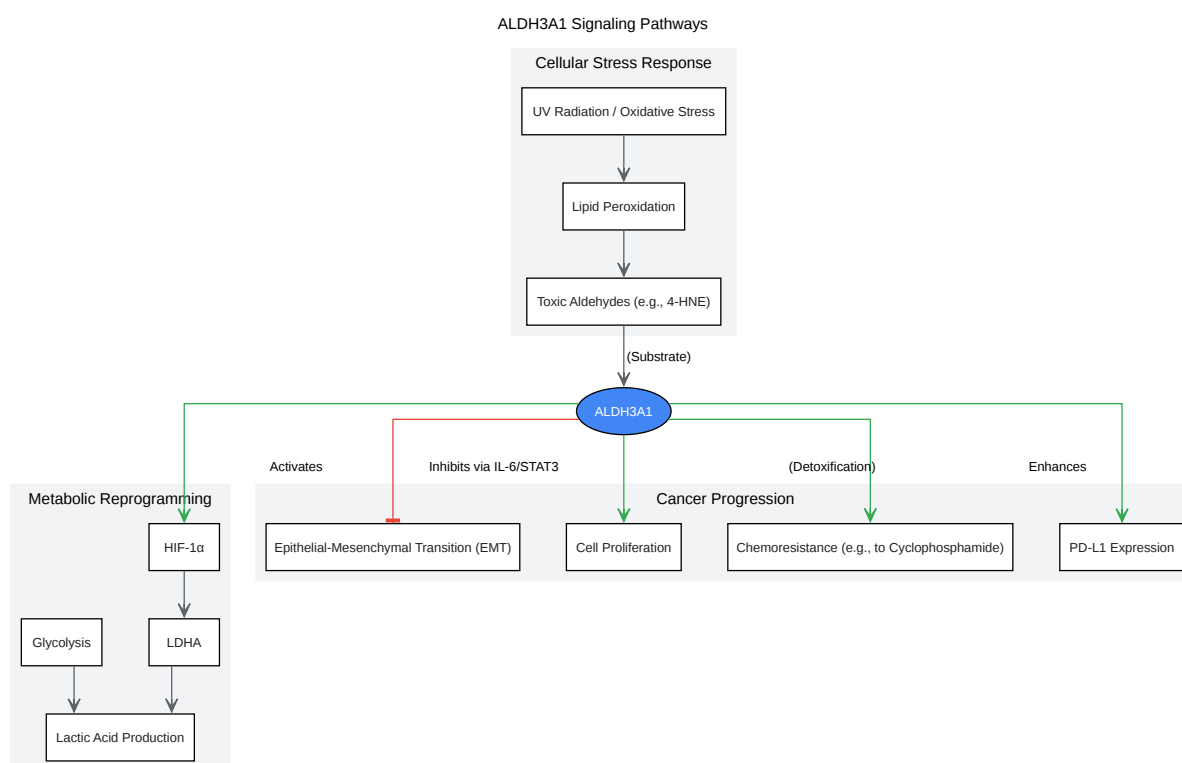 ALDH3A1 Signaling Pathways
Cellular Stress Response
UV Radiation / Oxidative Stress
Lipid Peroxidation
Toxic Aldehydes (e.g., 4-HNE)
(Substrate)
ALDH3A1
Activates
Inhibits via IL-6/STAT3
(Detoxification)
Enhances
Metabolic Reprogramming
Cancer Progression
HIF-1α
Epithelial-Mesenchymal Transition (EMT)
Cell Proliferation
Chemoresistance (e.g., to Cyclophosphamide)
PD-L1 Expression
Glycolysis
LDHA
Lactic Acid Production